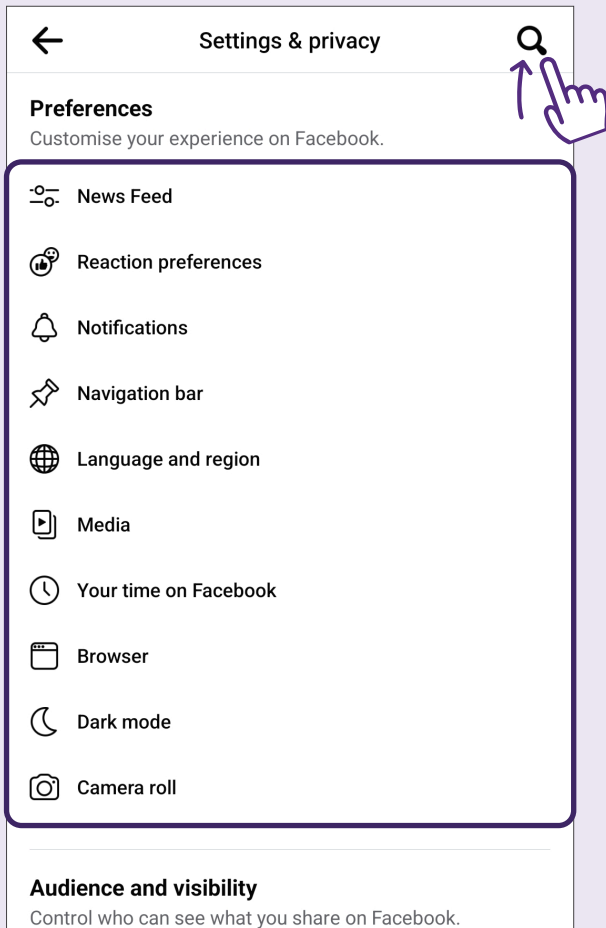 Settings & privacy
Preferences
Customise your experience on Facebook.
News Feed
Reaction preferences
Notifications
Navigation bar
Language and region
Media
Your time on Facebook
Browser
Dark mode
Camera roll
Audience and visibility
Control who can see what you share on Facebook.